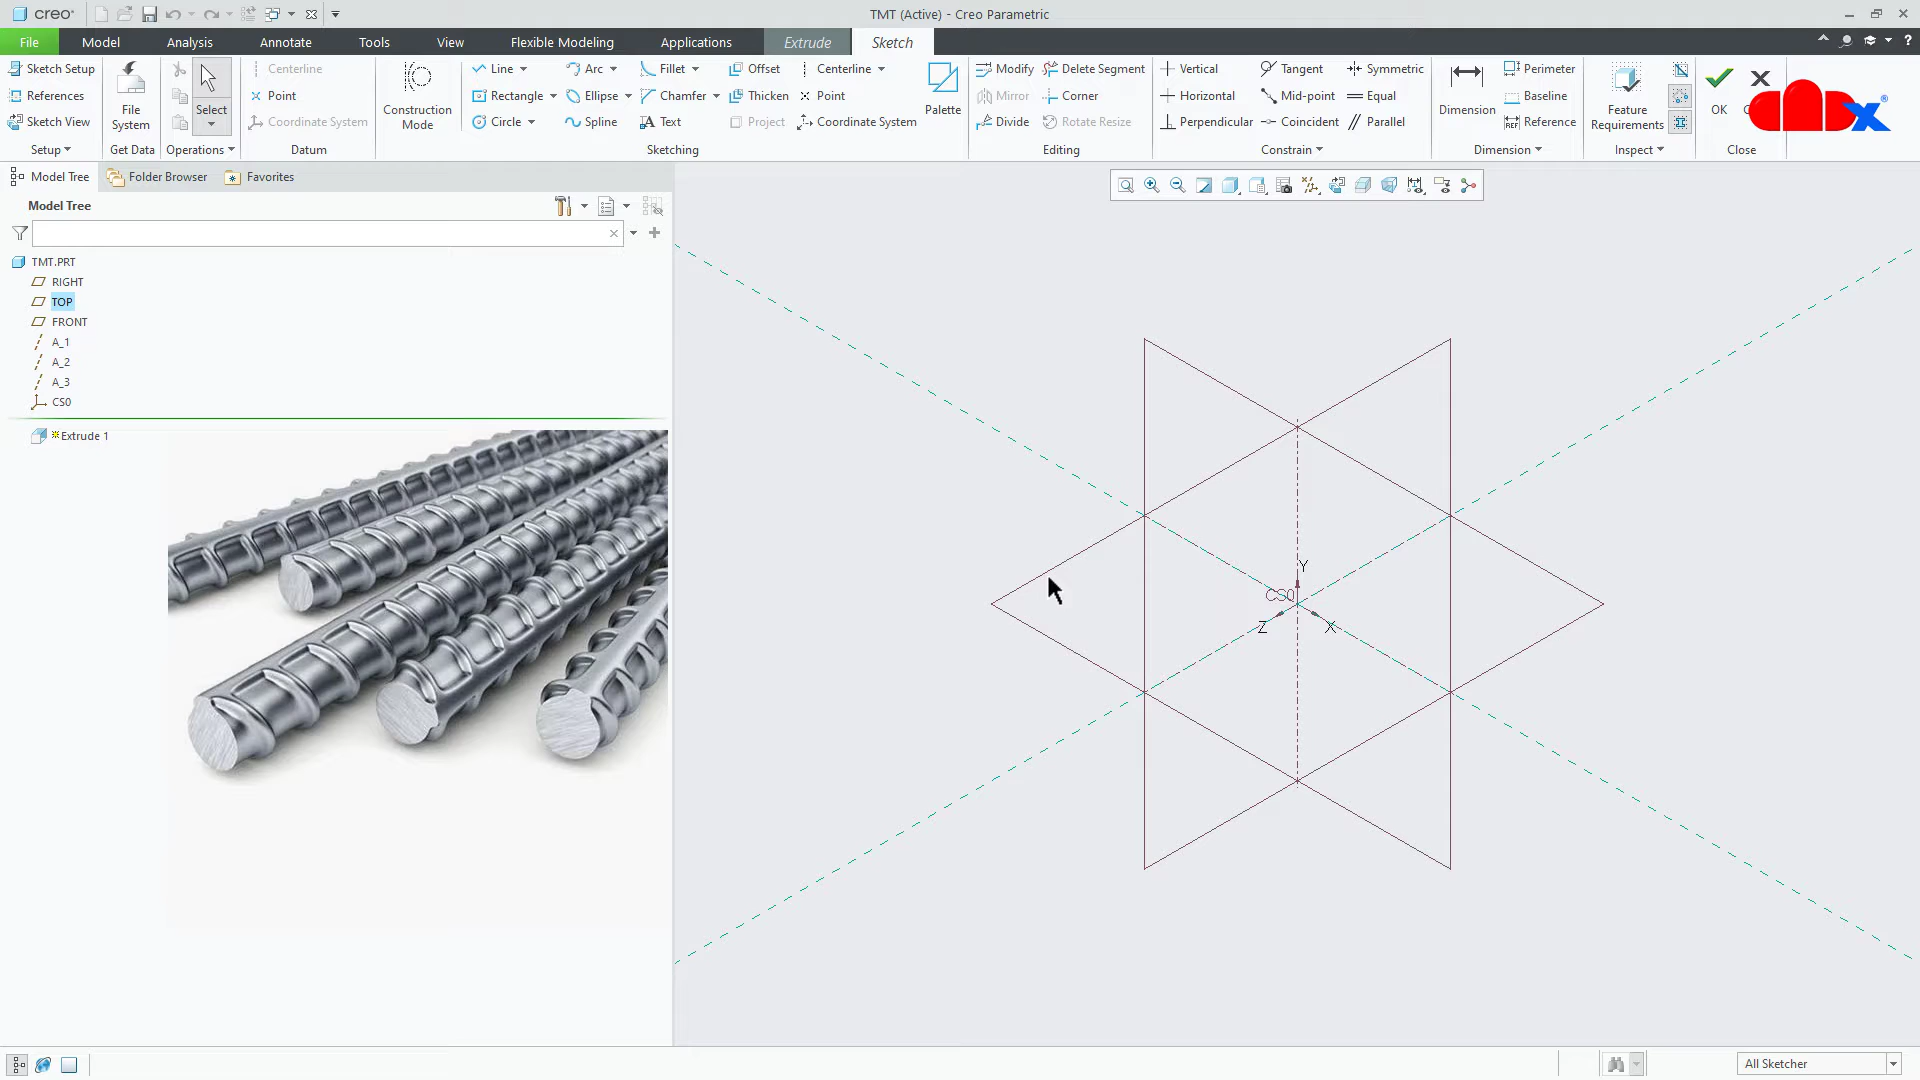 creo®
TMT (Active) - Creo Parametric
File Model Analysis Annotate Tools View Flexible Modeling Applications Extrude Sketch
Sketch Setup
References
Sketch View
Setup
File System
Get Data
Select
Operations
Centerline
Point
Coordinate System
Datum
Construction Mode
Line
Rectangle
Circle
Arc
Ellipse
Spline
Fillet
Chamfer
Text
Offset
Thicken
Project
Centerline
Point
Coordinate System
Palette
Sketching
Modify
Mirror
Divide
Delete Segment
Corner
Rotate Resize
Editing
Vertical
Horizontal
Perpendicular
Tangent
Mid-point
Coincident
Symmetric
Equal
Parallel
Constrain
Dimension
Perimeter
Baseline
REF Reference
Dimension
Feature Requirements
Inspect
OK
Close
Model Tree Folder Browser Favorites
Model Tree
TMT.PRT
RIGHT
TOP
FRONT
A_1
A_2
A_3
CS0
Extrude 1
Y
CS0
Z X
All Sketcher